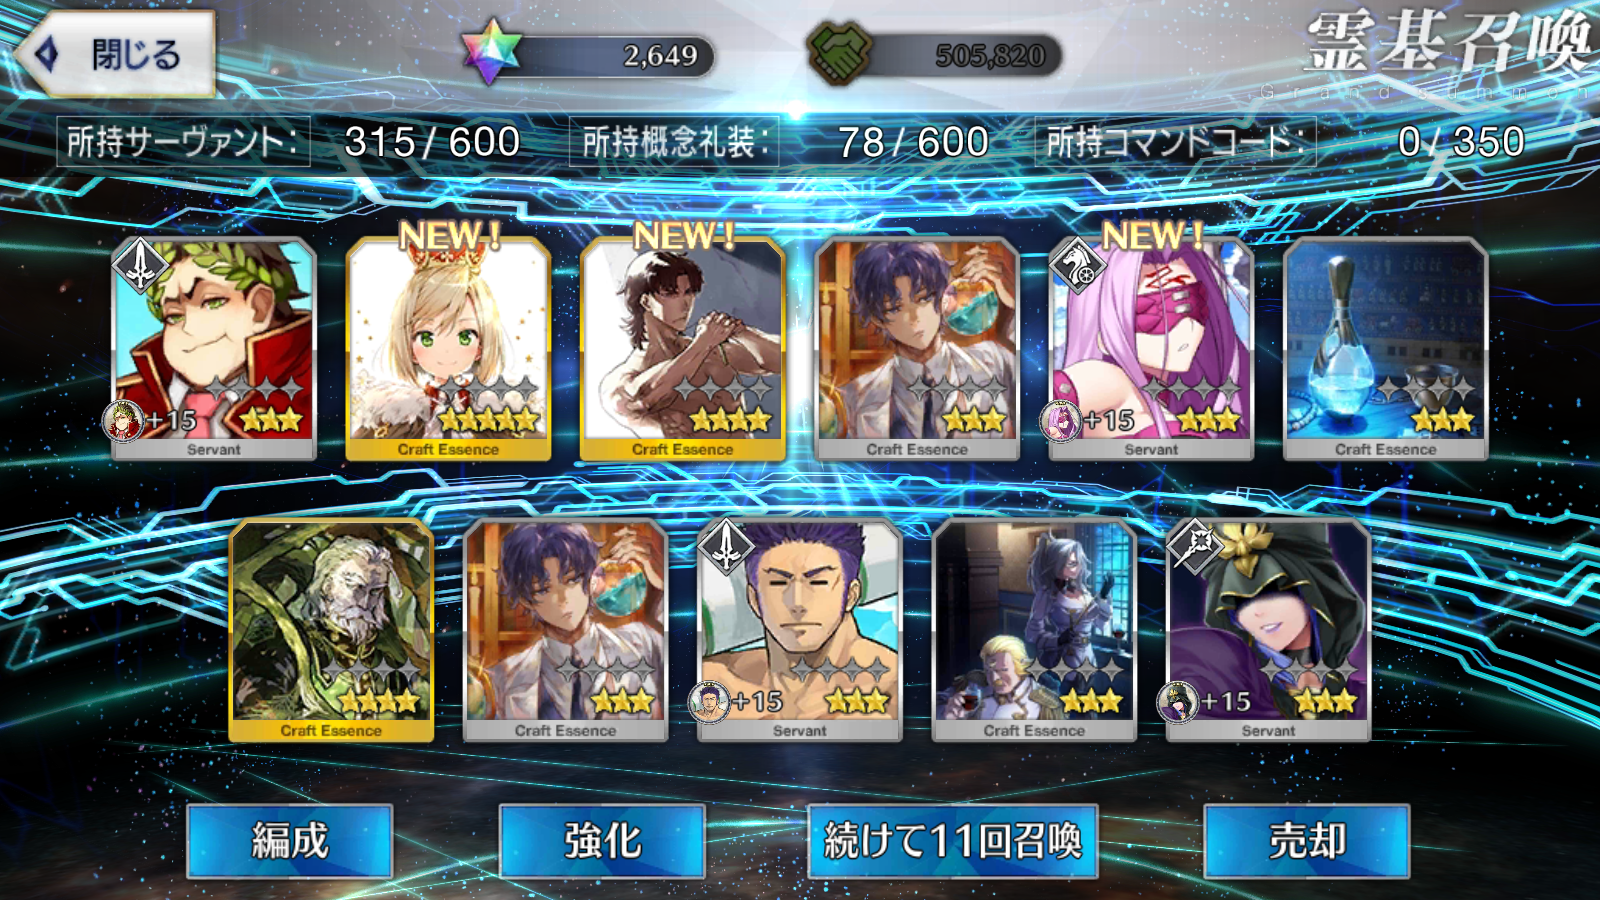 閉じる
2,649
505,820
霊基召喚
Grand summon
所持サーヴァント: 315 / 600
所持概念礼装: 78 / 600
所持コマンドコード: 0 / 350
NEW!
NEW!
NEW!
+15
+15
Servant
Craft Essence
Craft Essence
Craft Essence
Servant
Craft Essence
+15
+15
Craft Essence
Craft Essence
Servant
Craft Essence
Servant
編成
強化
続けて11回召喚
売却